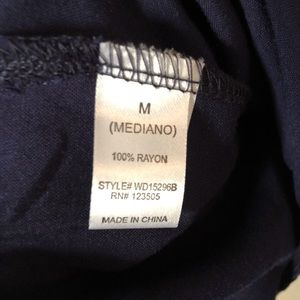 M
(MEDIANO)
100% RAYON
STYLE# WD15296B
RN# 123505
MADE IN CHINA